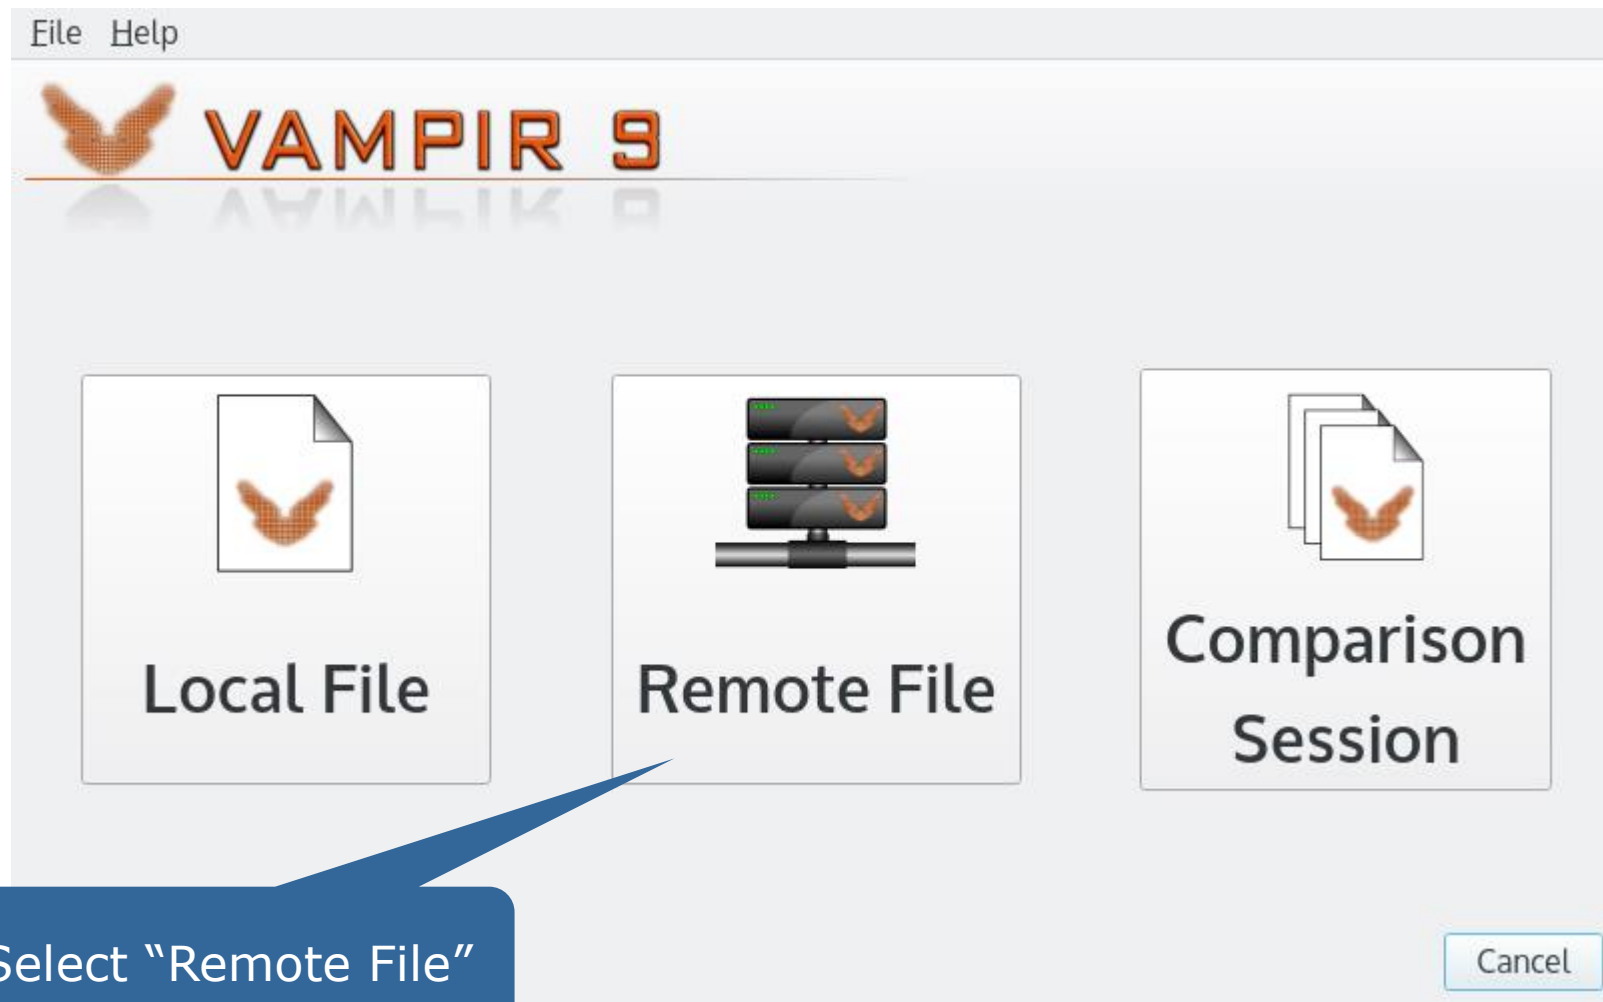 File Help
VAMPIR 9
Local File
Remote File
Comparison
Session
Select “Remote File”
Cancel